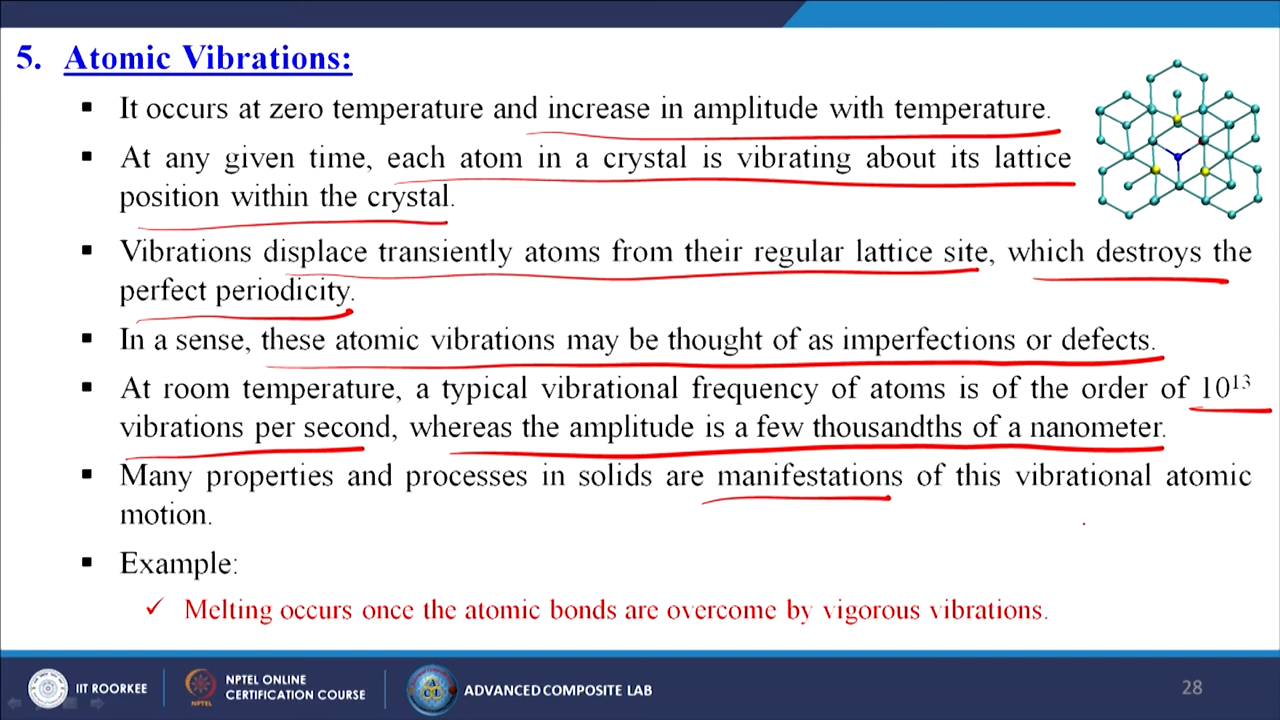 5. Atomic Vibrations:
▪ It occurs at zero temperature and increase in amplitude with temperature.
▪ At any given time, each atom in a crystal is vibrating about its lattice
position within the crystal.
▪ Vibrations displace transiently atoms from their regular lattice site, which destroys the
perfect periodicity.
▪ In a sense, these atomic vibrations may be thought of as imperfections or defects.
▪ At room temperature, a typical vibrational frequency of atoms is of the order of 10¹³
vibrations per second, whereas the amplitude is a few thousandths of a nanometer.
▪ Many properties and processes in solids are manifestations of this vibrational atomic
motion.
▪ Example:
✓ Melting occurs once the atomic bonds are overcome by vigorous vibrations.
IIT ROORKEE
NPTEL
NPTEL ONLINE
CERTIFICATION COURSE
ADVANCED COMPOSITE LAB
28